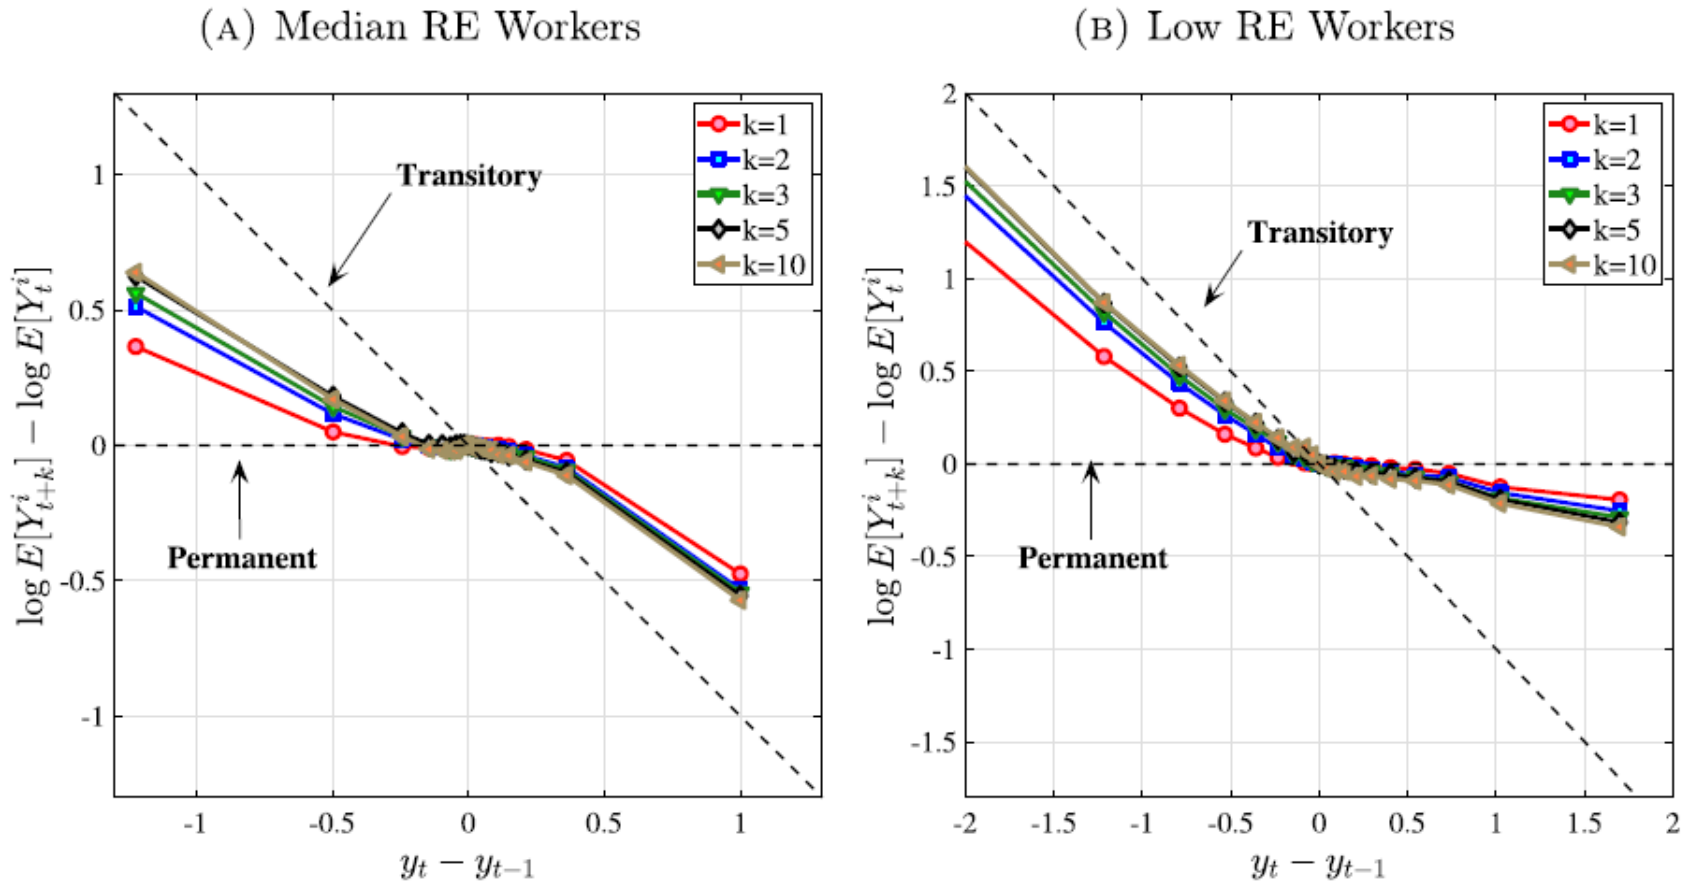 (A) Median RE Workers
1
0.5
0
-0.5
-1
log E[Y^i_{t+k}] − log E[Y^i_t]
Transitory
Permanent
k=1
k=2
k=3
k=5
k=10
-1 -0.5 0 0.5 1
y_t − y_{t−1}
(B) Low RE Workers
2
1.5
1
0.5
0
-0.5
-1
-1.5
log E[Y^i_{t+k}] − log E[Y^i_t]
Transitory
Permanent
k=1
k=2
k=3
k=5
k=10
-2 -1.5 -1 -0.5 0 0.5 1 1.5 2
y_t − y_{t−1}